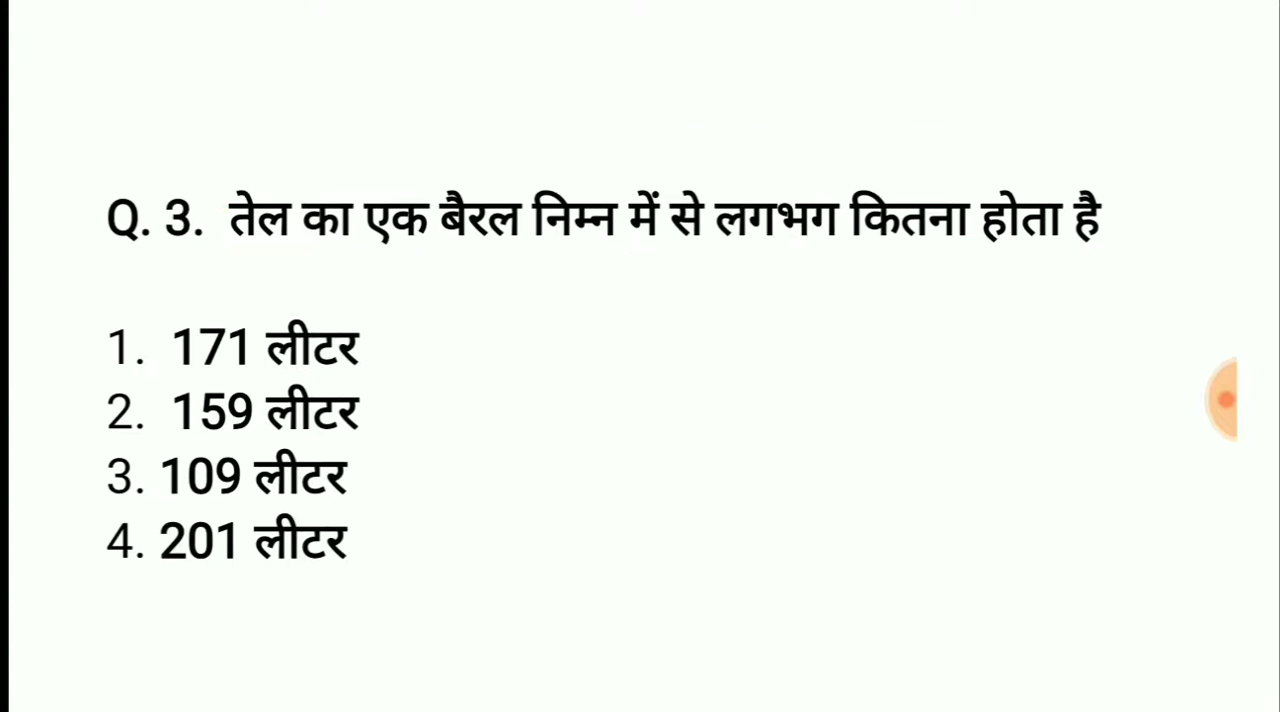 Q. 3. तेल का एक बैरल निम्न में से लगभग कितना होता है
1. 171 लीटर
2. 159 लीटर
3. 109 लीटर
4. 201 लीटर